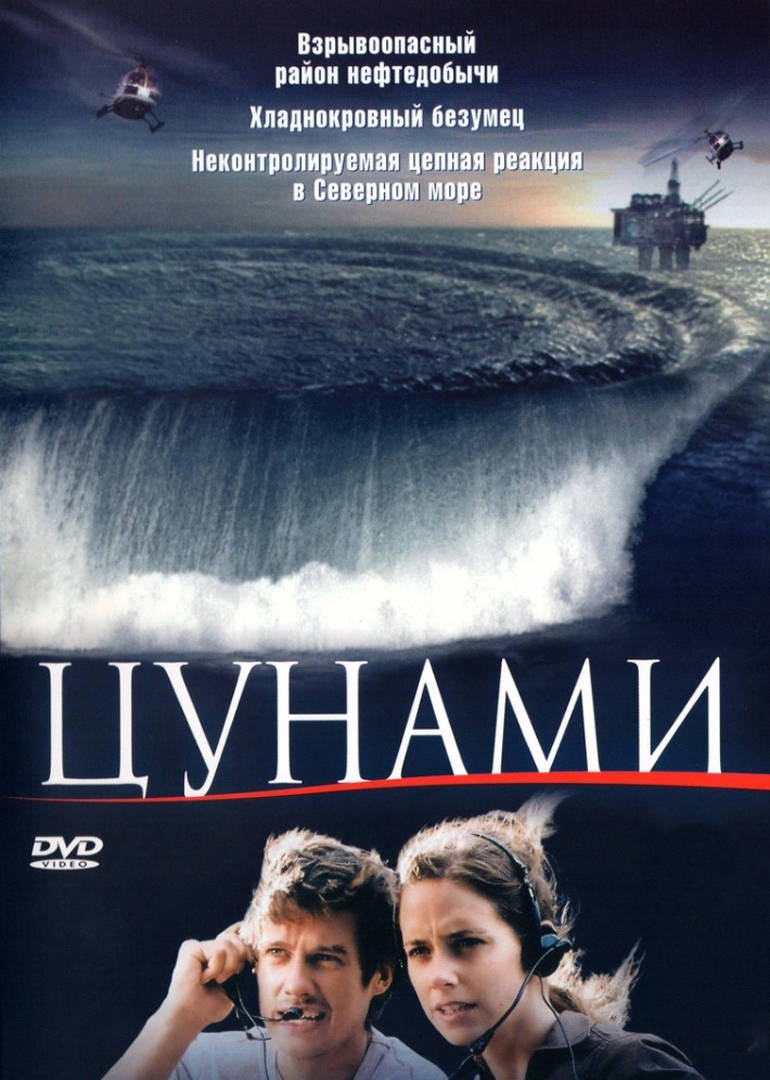 Взрывоопасный
район нефтедобычи
Хладнокровный безумец
Неконтролируемая цепная реакция
в Северном море
ЦУНАМИ
DVD
VIDEO